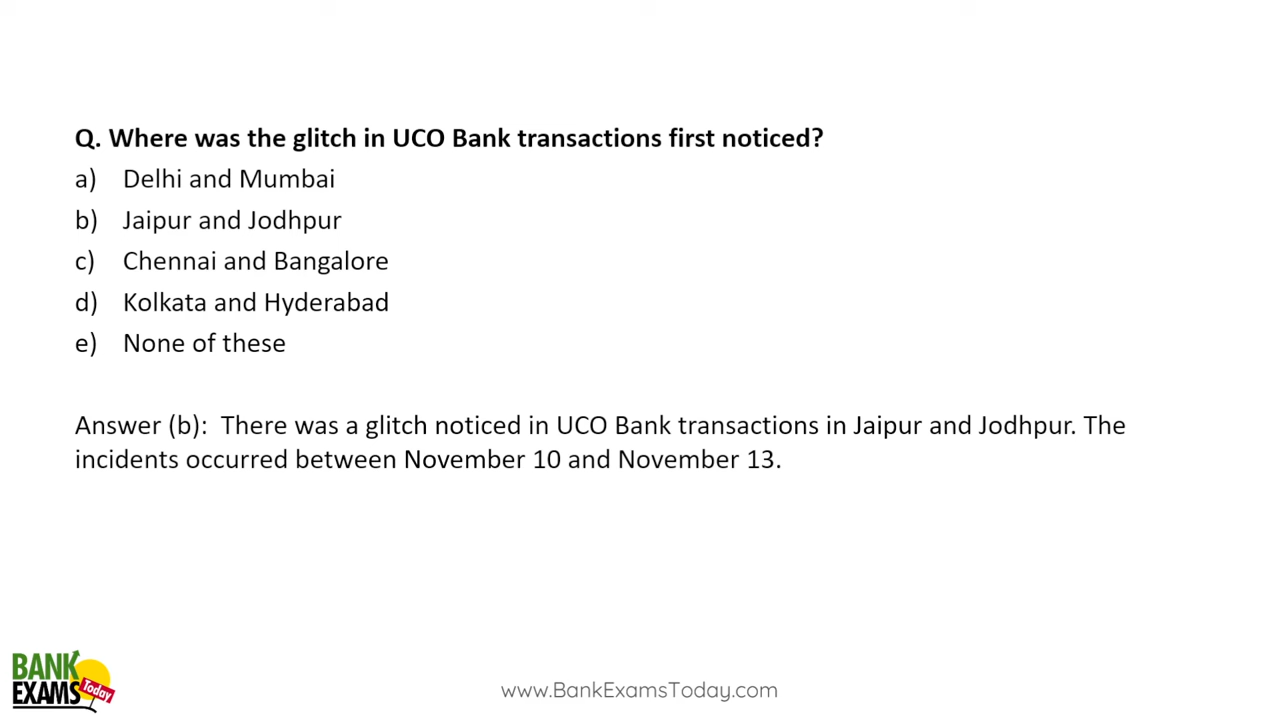 Q. Where was the glitch in UCO Bank transactions first noticed?
a) Delhi and Mumbai
b) Jaipur and Jodhpur
c) Chennai and Bangalore
d) Kolkata and Hyderabad
e) None of these
Answer (b): There was a glitch noticed in UCO Bank transactions in Jaipur and Jodhpur. The
incidents occurred between November 10 and November 13.
BANK
EXAMS Today
www.BankExamsToday.com